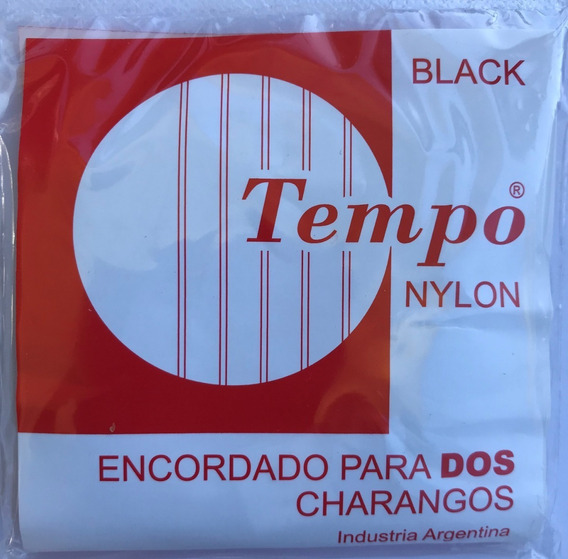 BLACK
Tempo®
NYLON
ENCORDADO PARA DOS
CHARANGOS
Industria Argentina